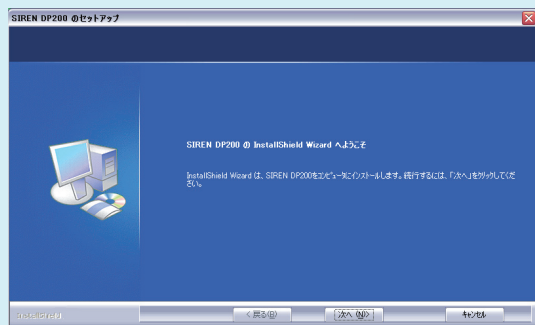 SIREN DP200 のセットアップ
SIREN DP200 の InstallShield Wizard へようこそ
InstallShield Wizard は、SIREN DP200をｺﾝﾋﾟｭｰﾀにインストールします。続行するには、「次へ」をクリックしてくだ
さい。
InstallShield
< 戻る(B)
次へ (N)>
キャンセル